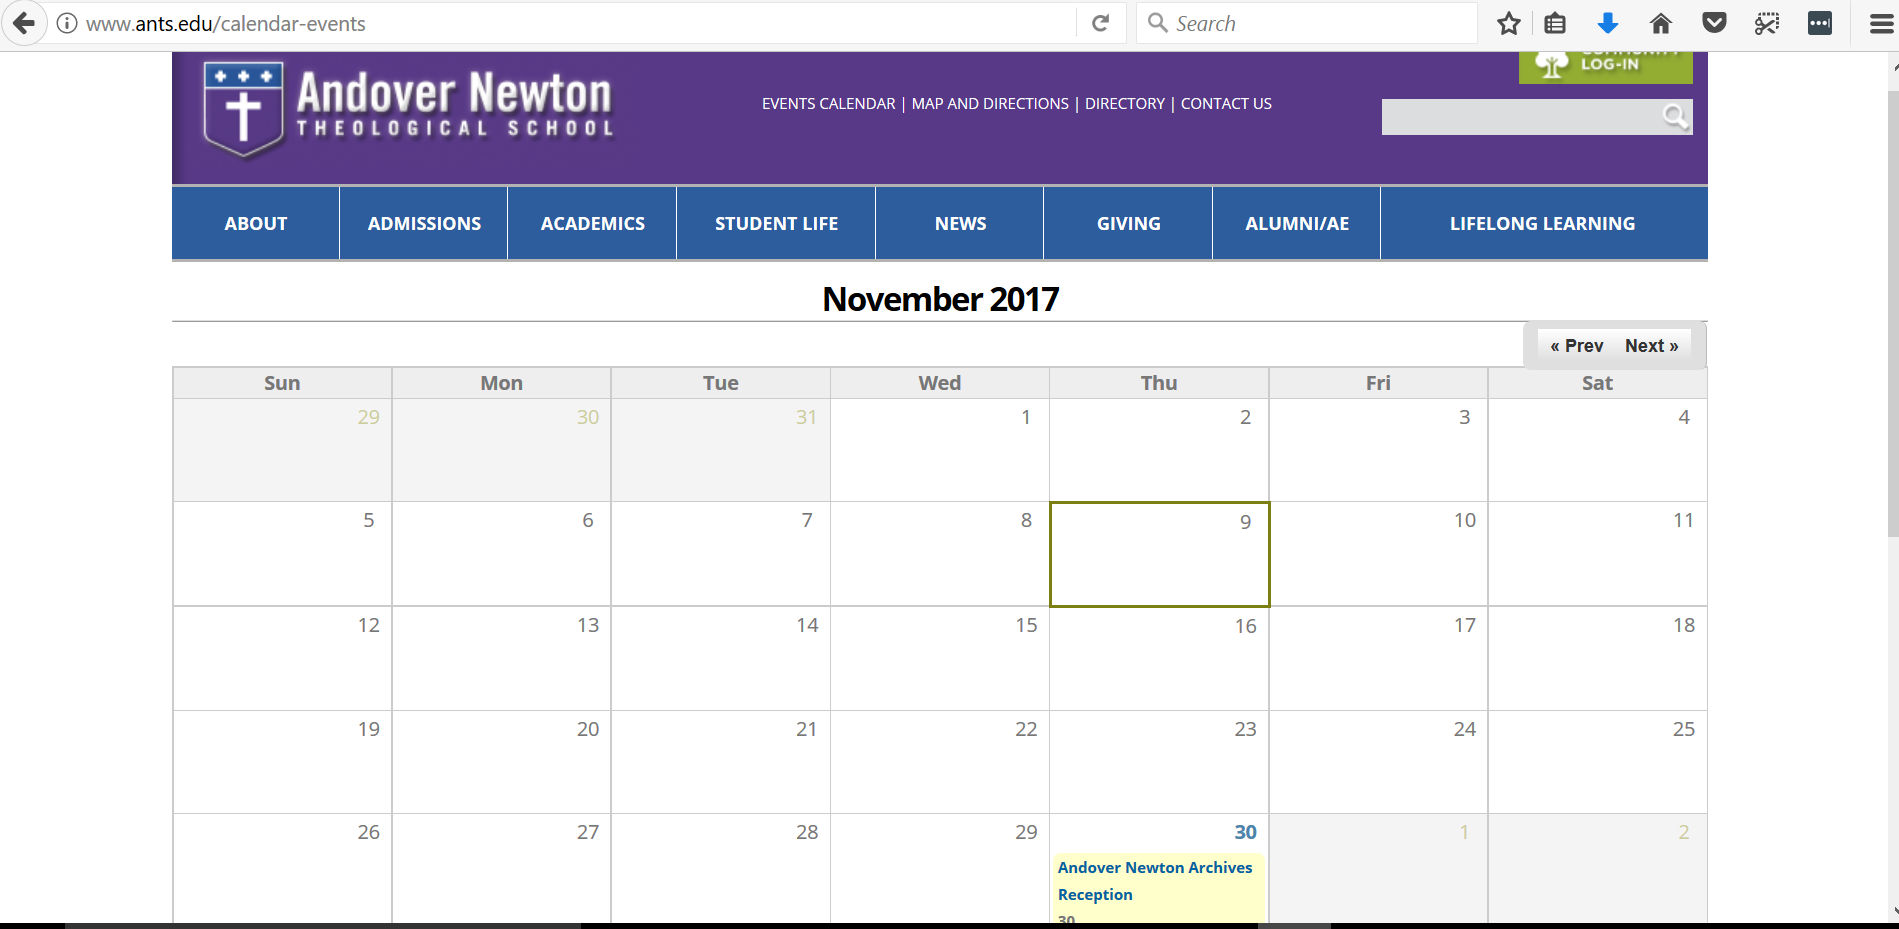 www.ants.edu/calendar-events
Search
LOG-IN
Andover Newton
THEOLOGICAL SCHOOL
EVENTS CALENDAR | MAP AND DIRECTIONS | DIRECTORY | CONTACT US
ABOUT ADMISSIONS ACADEMICS STUDENT LIFE NEWS GIVING ALUMNI/AE LIFELONG LEARNING
November 2017
« Prev Next »
Sun Mon Tue Wed Thu Fri Sat
29 30 31 1 2 3 4
5 6 7 8 9 10 11
12 13 14 15 16 17 18
19 20 21 22 23 24 25
26 27 28 29 30 1 2
Andover Newton Archives
Reception
30